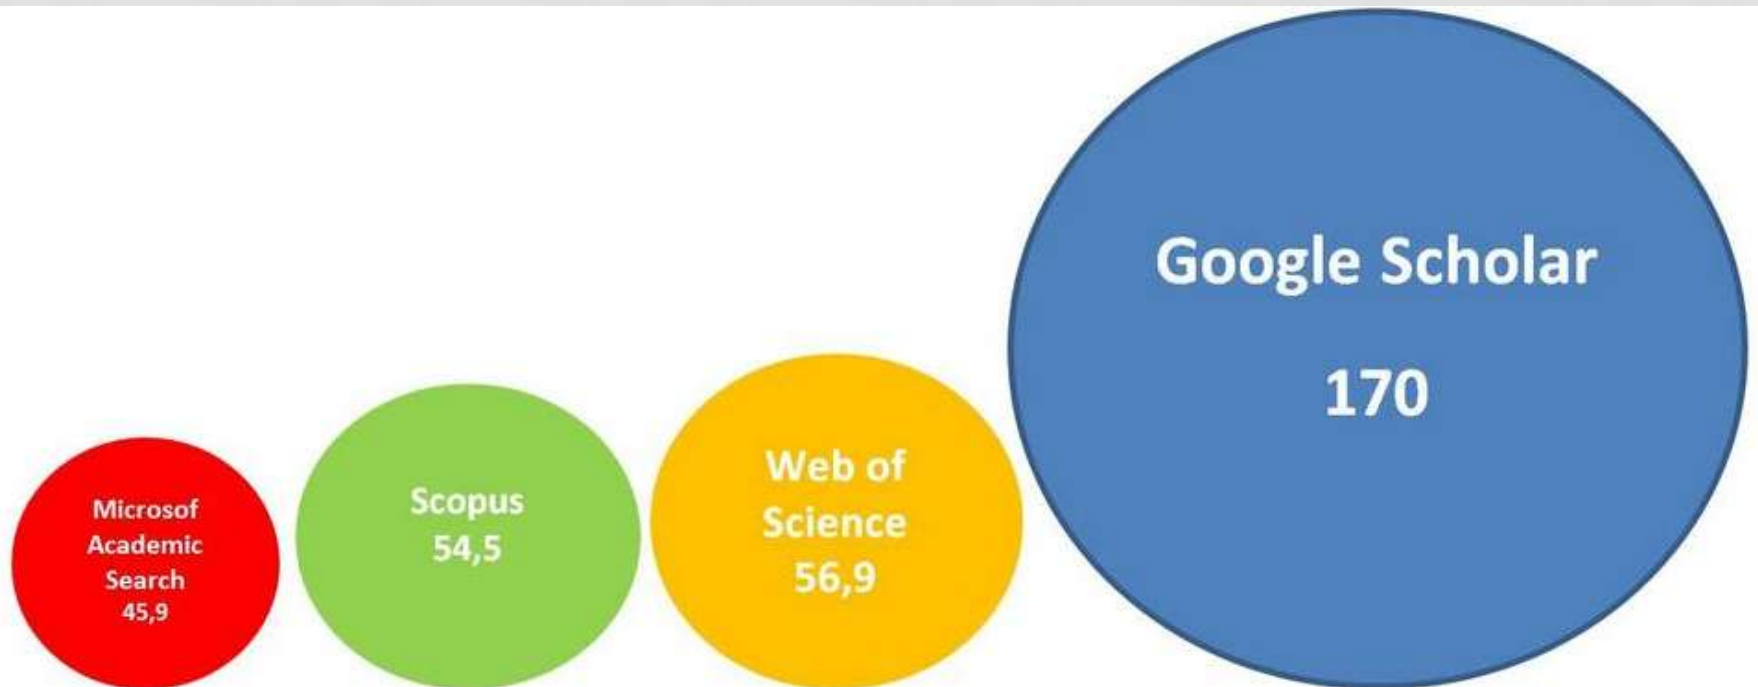 Microsof
Academic
Search
45,9
Scopus
54,5
Web of
Science
56,9
Google Scholar
170